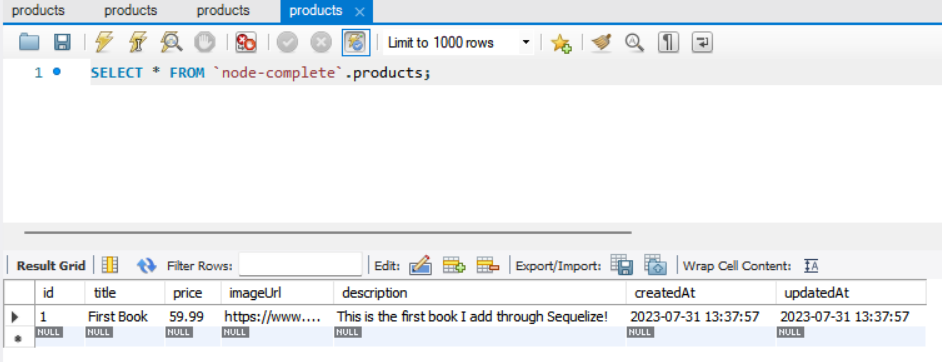 products products products products
Limit to 1000 rows
1 SELECT * FROM `node-complete`.products;
Result Grid Filter Rows: Edit: Export/Import: Wrap Cell Content:
id title price imageUrl description createdAt updatedAt
1 First Book 59.99 https://www.... This is the first book I add through Sequelize! 2023-07-31 13:37:57 2023-07-31 13:37:57
NULL NULL NULL NULL NULL NULL NULL